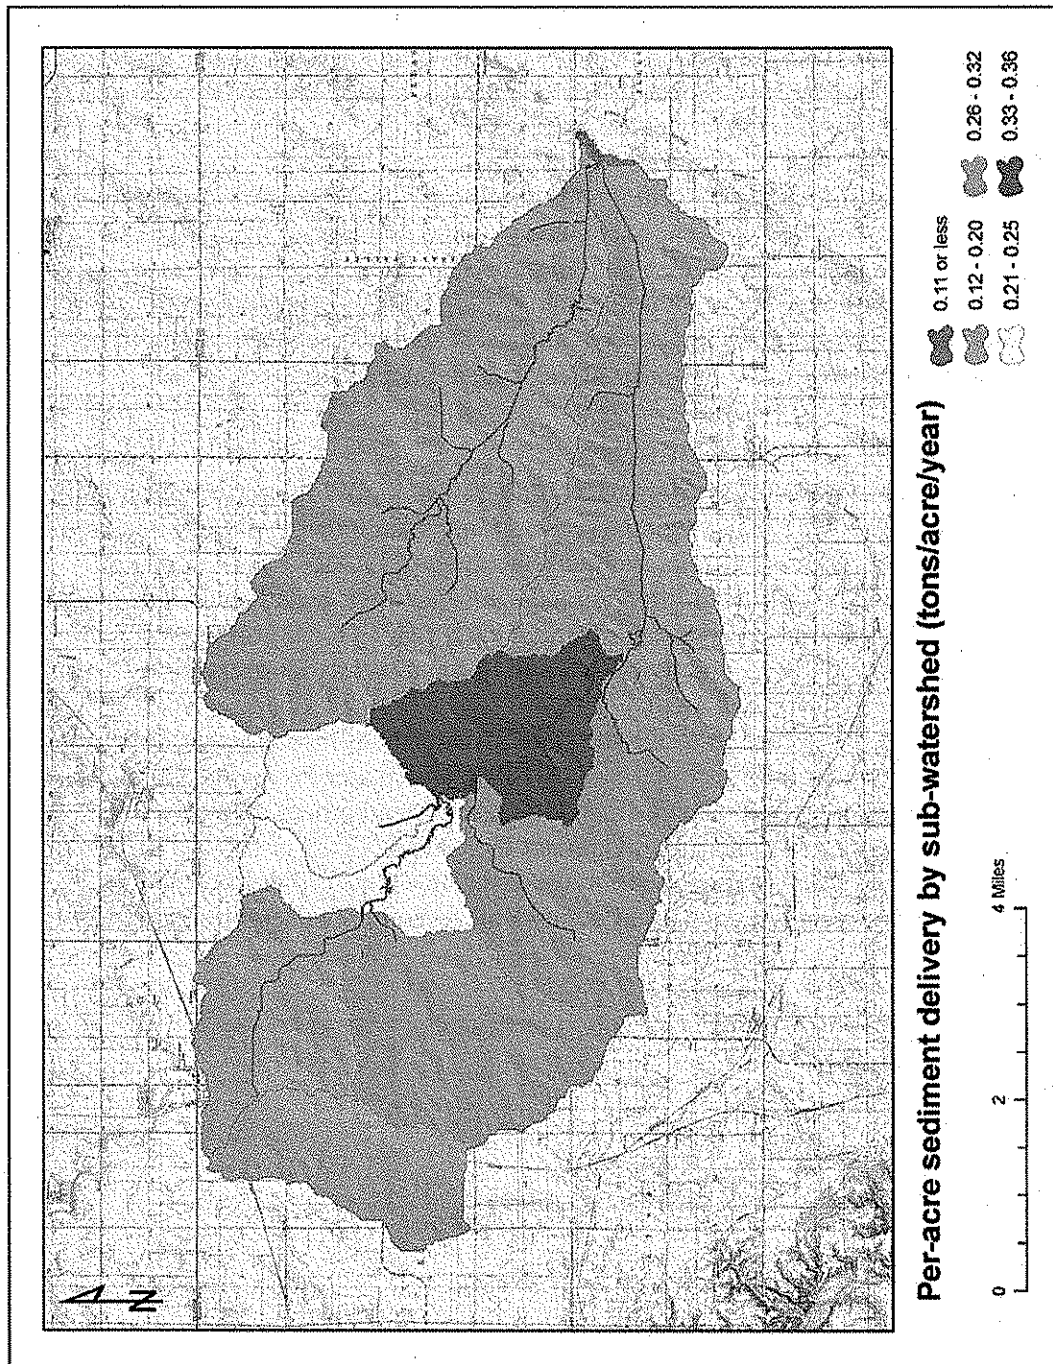 N
Per-acre sediment delivery by sub-watershed (tons/acre/year)
0.11 or less
0.12 - 0.20
0.21 - 0.25
0.26 - 0.32
0.33 - 0.36
0 2 4 Miles